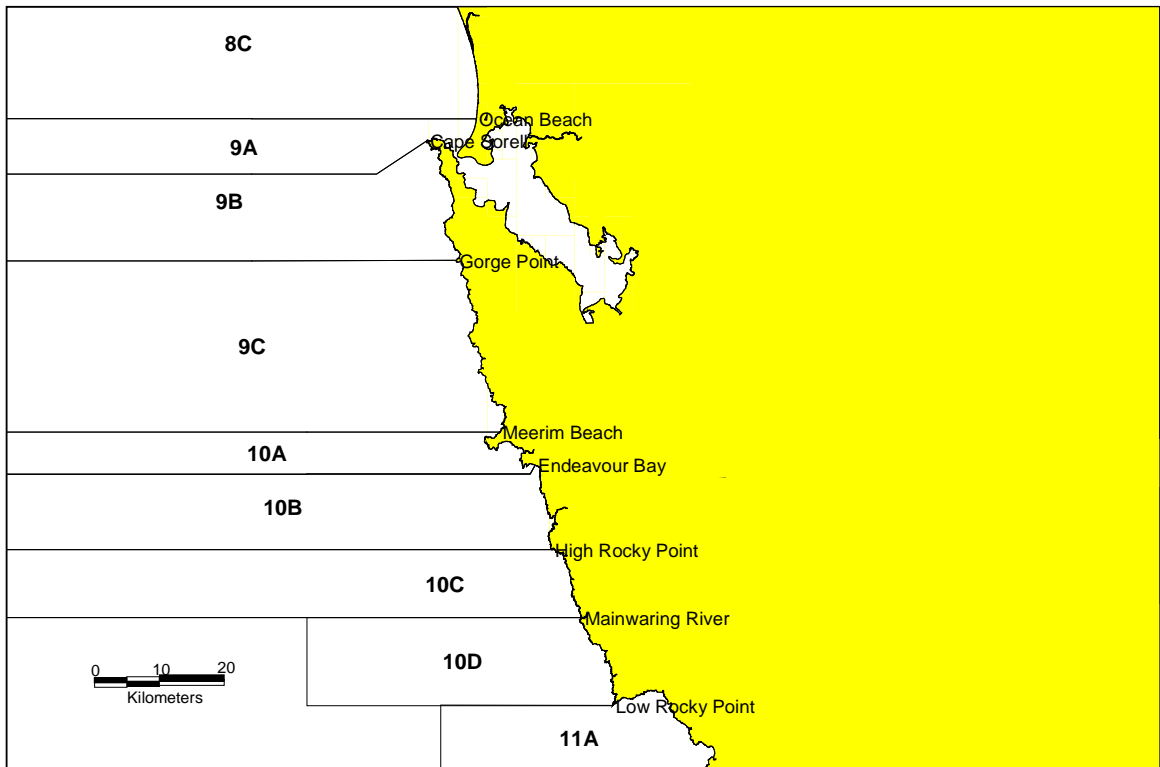 8C
Ocean Beach
Cape Sorell
9A
9B
Gorge Point
9C
Meerim Beach
10A
Endeavour Bay
10B
High Rocky Point
10C
Mainwaring River
10D
0 10 20
Kilometers
Low Rocky Point
11A